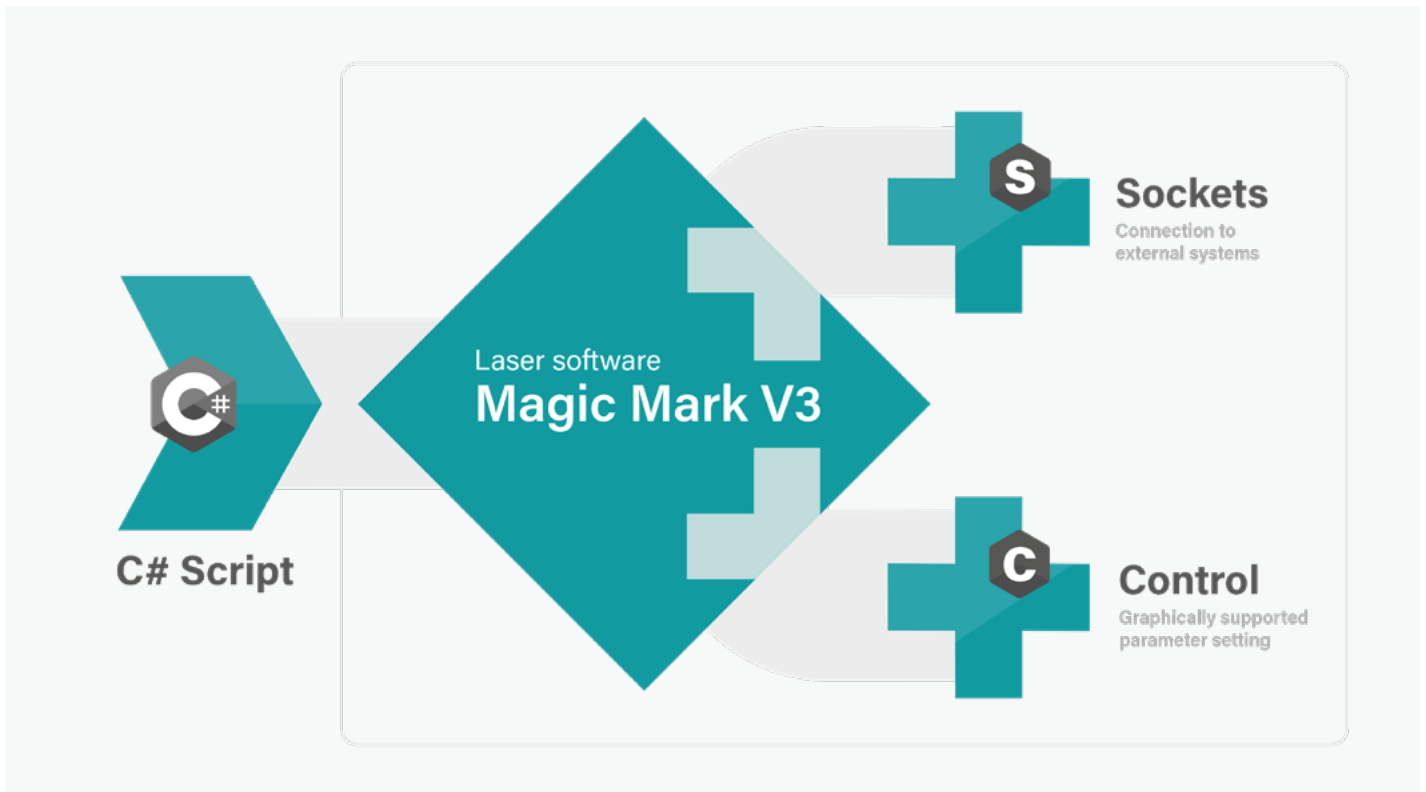 C#
C# Script
Laser software
Magic Mark V3
S
Sockets
Connection to
external systems
C
Control
Graphically supported
parameter setting